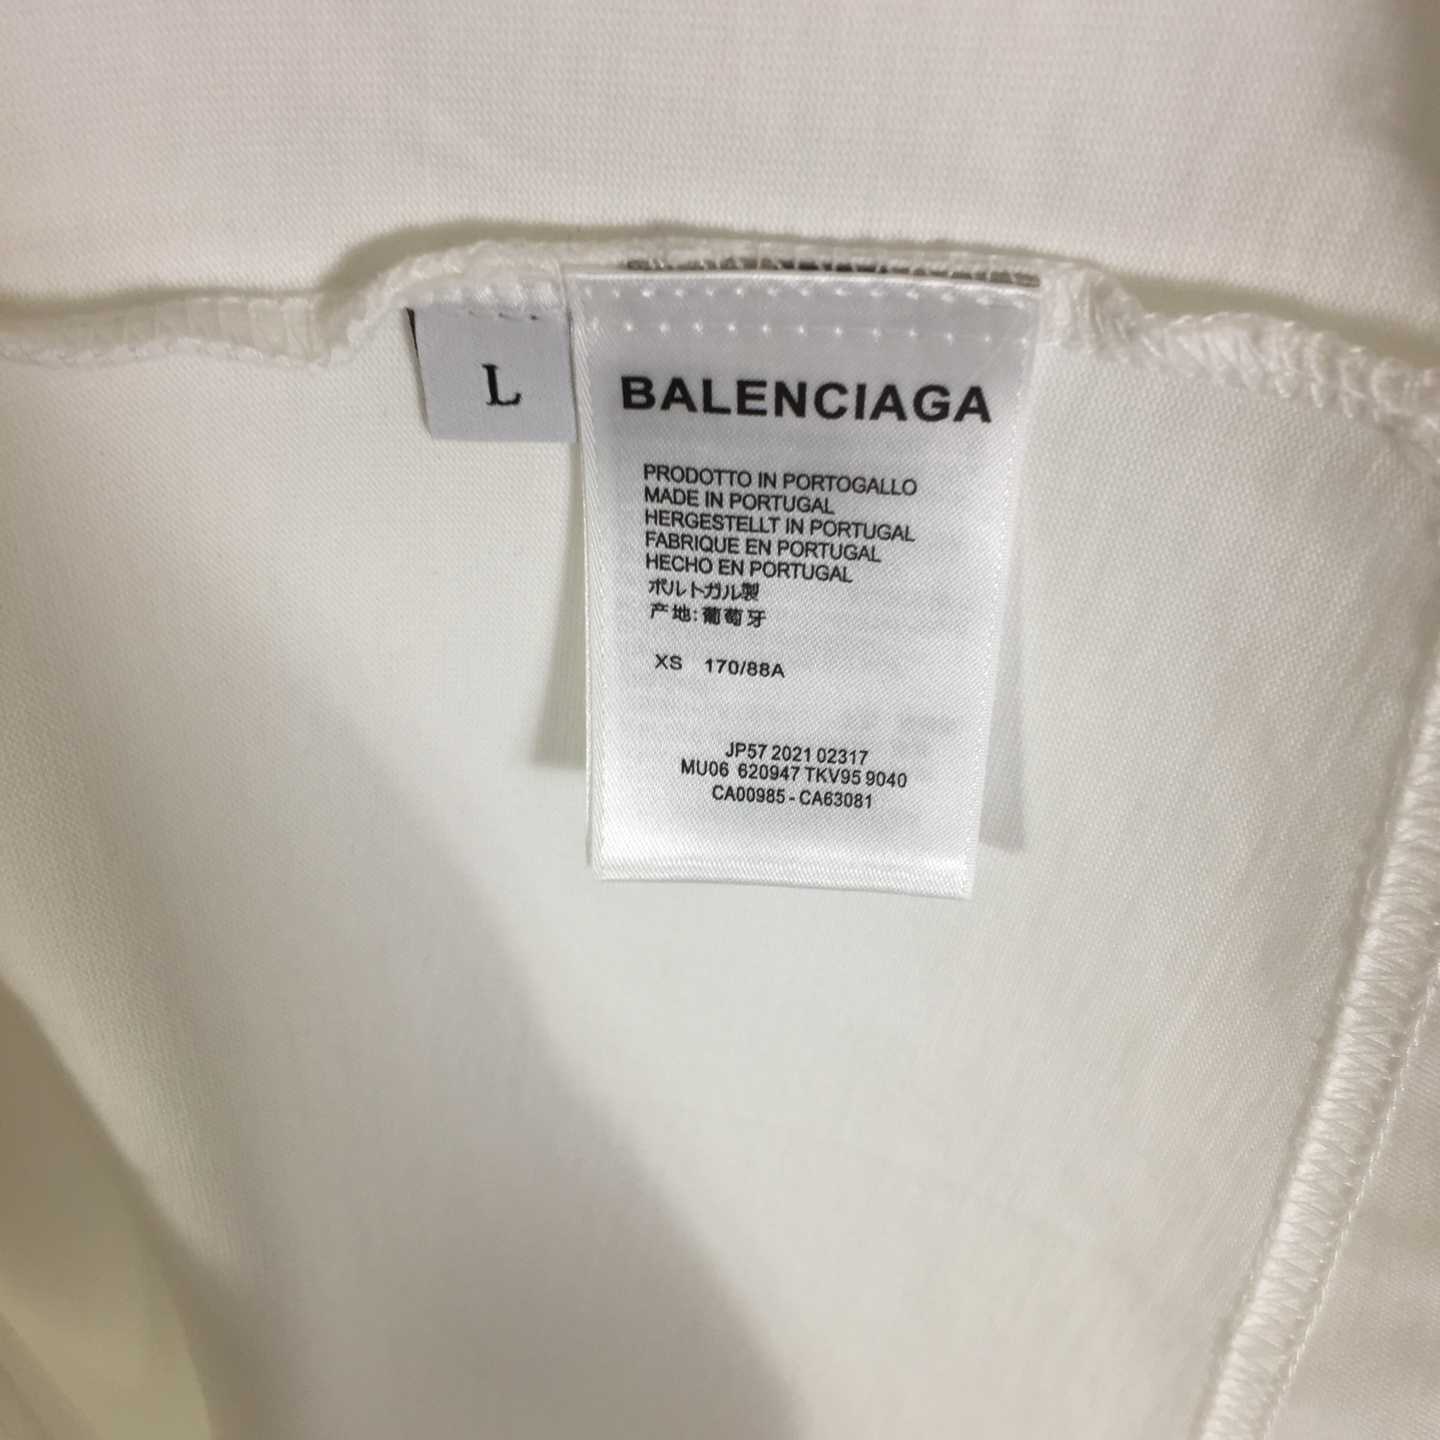 L
BALENCIAGA
PRODOTTO IN PORTOGALLO
MADE IN PORTUGAL
HERGESTELLT IN PORTUGAL
FABRIQUE EN PORTUGAL
HECHO EN PORTUGAL
ポルトガル製
产地:葡萄牙
XS 170/88A
JP57 2021 02317
MU06 620947 TKV95 9040
CA00985 - CA63081